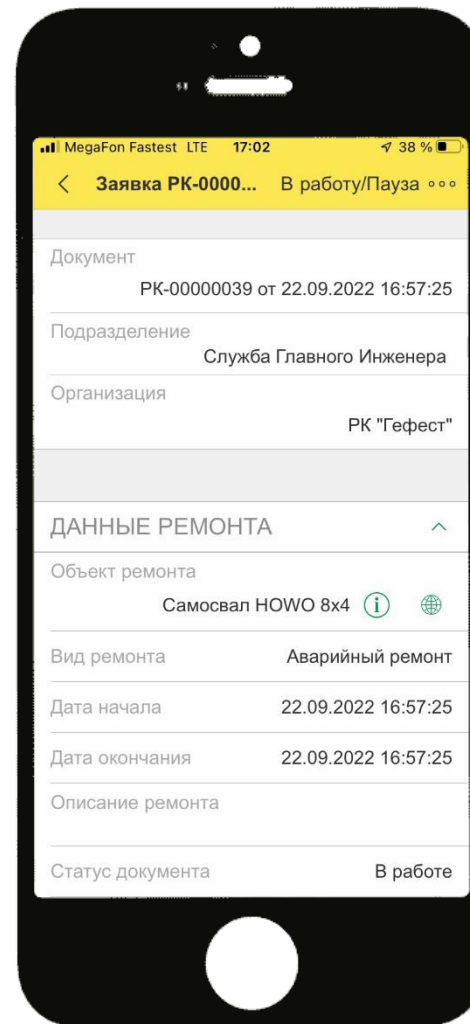 MegaFon Fastest LTE 17:02 38 %
Заявка РК-0000... В работу/Пауза
Документ
РК-00000039 от 22.09.2022 16:57:25
Подразделение
Служба Главного Инженера
Организация
РК "Гефест"
ДАННЫЕ РЕМОНТА
Объект ремонта
Самосвал HOWO 8x4
Вид ремонта Аварийный ремонт
Дата начала 22.09.2022 16:57:25
Дата окончания 22.09.2022 16:57:25
Описание ремонта
Статус документа В работе